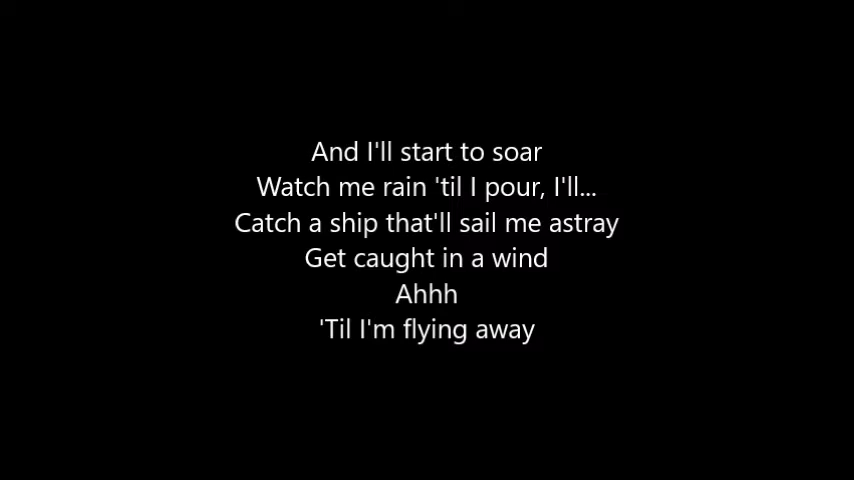 And I'll start to soar
Watch me rain 'til I pour, I'll...
Catch a ship that'll sail me astray
Get caught in a wind
Ahhh
'Til I'm flying away